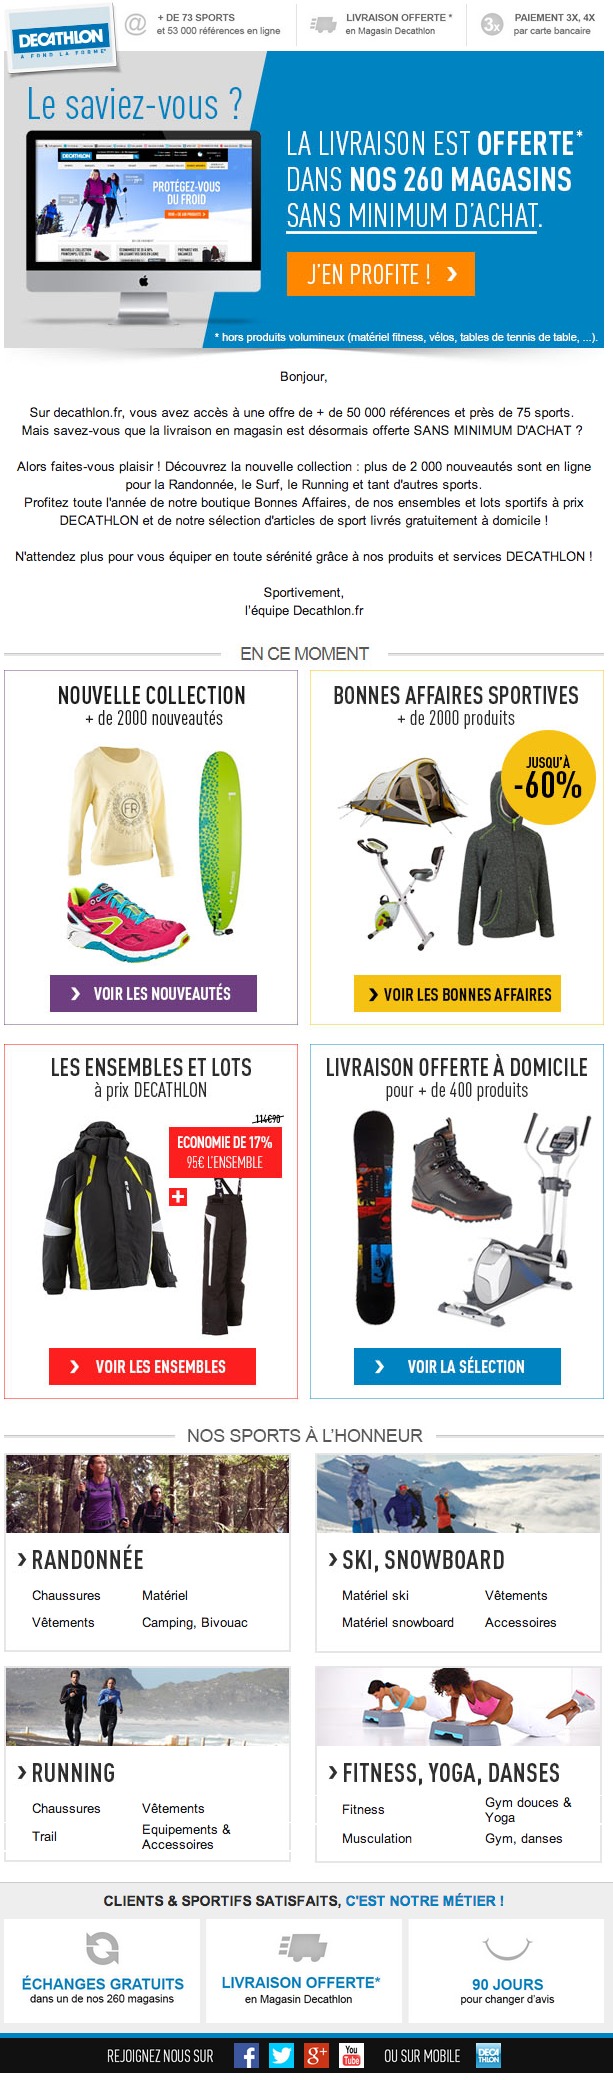 DECATHLON
A FOND LA FORME
+ DE 73 SPORTS
et 53 000 références en ligne
LIVRAISON OFFERTE *
en Magasin Decathlon
3x
PAIEMENT 3X, 4X
par carte bancaire
Le saviez-vous ?
DECATHLON
PROTÉGEZ-VOUS
DU FROID
LA LIVRAISON EST OFFERTE*
DANS NOS 260 MAGASINS
SANS MINIMUM D'ACHAT.
J'EN PROFITE !
* hors produits volumineux (matériel fitness, vélos, tables de tennis de table, ...).
Bonjour,
Sur decathlon.fr, vous avez accès à une offre de + de 50 000 références et près de 75 sports.
Mais savez-vous que la livraison en magasin est désormais offerte SANS MINIMUM D'ACHAT ?
Alors faites-vous plaisir ! Découvrez la nouvelle collection : plus de 2 000 nouveautés sont en ligne
pour la Randonnée, le Surf, le Running et tant d'autres sports.
Profitez toute l'année de notre boutique Bonnes Affaires, de nos ensembles et lots sportifs à prix
DECATHLON et de notre sélection d'articles de sport livrés gratuitement à domicile !
N'attendez plus pour vous équiper en toute sérénité grâce à nos produits et services DECATHLON !
Sportivement,
l'équipe Decathlon.fr
EN CE MOMENT
NOUVELLE COLLECTION
+ de 2000 nouveautés
FR
VOIR LES NOUVEAUTÉS
BONNES AFFAIRES SPORTIVES
+ de 2000 produits
JUSQU'À
-60%
VOIR LES BONNES AFFAIRES
LES ENSEMBLES ET LOTS
à prix DECATHLON
114€90
ECONOMIE DE 17%
95€ L'ENSEMBLE
+
VOIR LES ENSEMBLES
LIVRAISON OFFERTE À DOMICILE
pour + de 400 produits
VOIR LA SÉLECTION
NOS SPORTS À L'HONNEUR
RANDONNÉE
Chaussures Matériel
Vêtements Camping, Bivouac
SKI, SNOWBOARD
Matériel ski Vêtements
Matériel snowboard Accessoires
RUNNING
Chaussures Vêtements
Trail Equipements &
Accessoires
FITNESS, YOGA, DANSES
Fitness Gym douces &
Yoga
Musculation Gym, danses
CLIENTS & SPORTIFS SATISFAITS, C'EST NOTRE MÉTIER !
ÉCHANGES GRATUITS
dans un de nos 260 magasins
LIVRAISON OFFERTE*
en Magasin Decathlon
90 JOURS
pour changer d'avis
REJOIGNEZ NOUS SUR
f
g+
You
Tube
OU SUR MOBILE
DECA
THLON